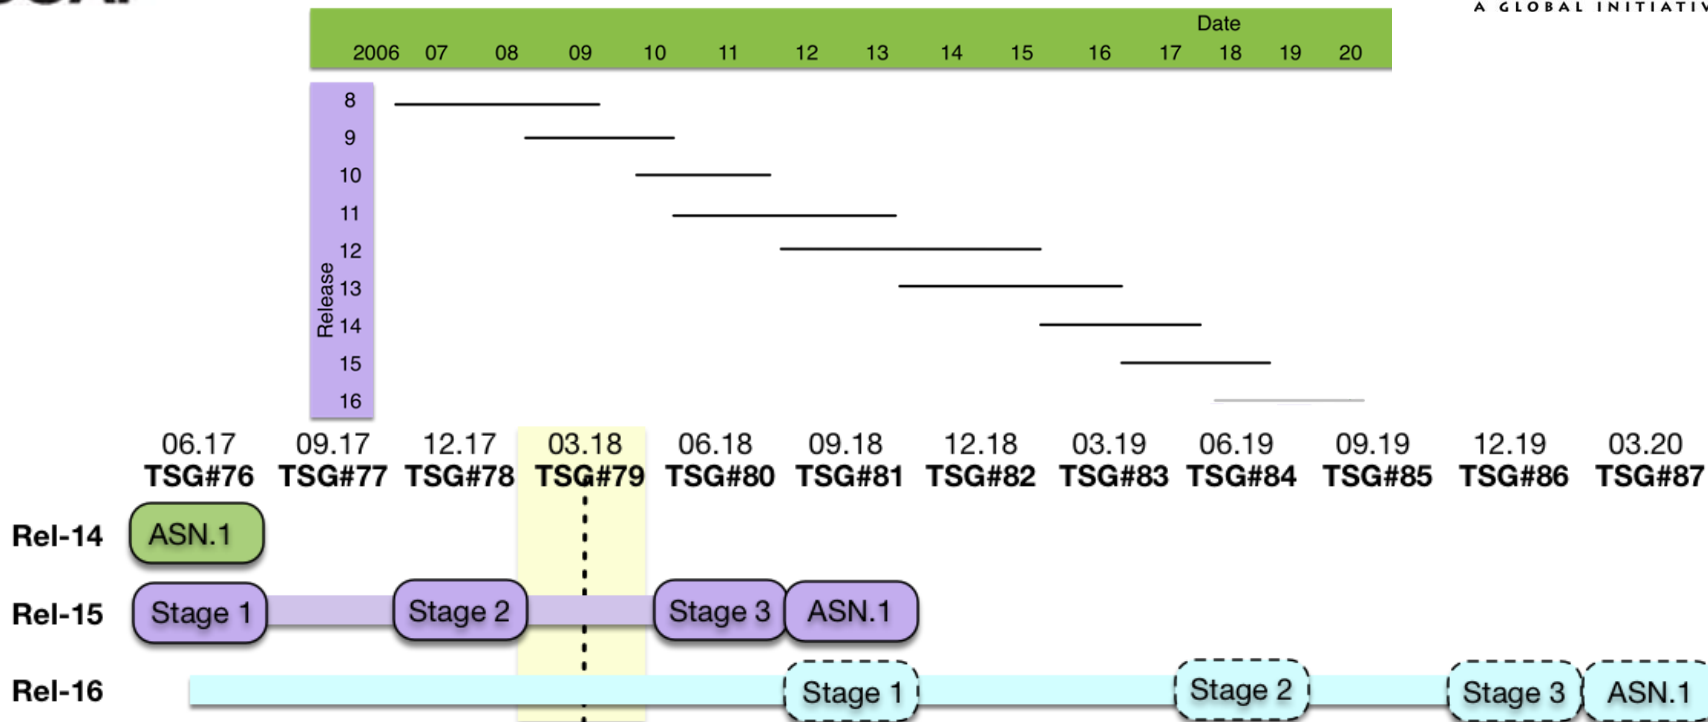 A GLOBAL INITIATIV
Date
2006 07 08 09 10 11 12 13 14 15 16 17 18 19 20
8
9
10
11
12
13
14
15
16
Release
06.17 09.17 12.17 03.18 06.18 09.18 12.18 03.19 06.19 09.19 12.19 03.20
TSG#76 TSG#77 TSG#78 TSG#79 TSG#80 TSG#81 TSG#82 TSG#83 TSG#84 TSG#85 TSG#86 TSG#87
Rel-14 ASN.1
Rel-15 Stage 1 Stage 2 Stage 3 ASN.1
Rel-16 Stage 1 Stage 2 Stage 3 ASN.1